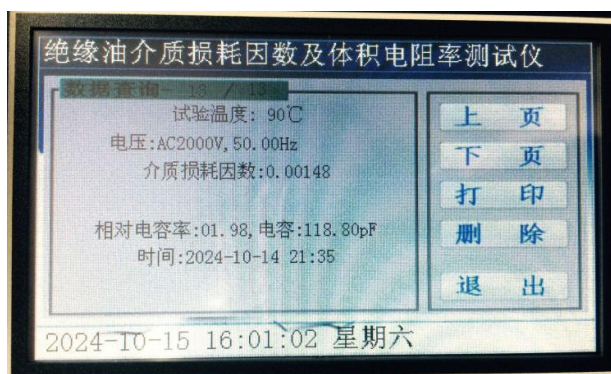 绝缘油介质损耗因数及体积电阻率测试仪
数据查询- 13 / 13
试验温度: 90℃
电压:AC2000V,50.00Hz
介质损耗因数:0.00148
相对电容率:01.98,电容:118.80pF
时间:2024-10-14 21:35
上 页
下 页
打 印
删 除
退 出
2024-10-15 16:01:02 星期六